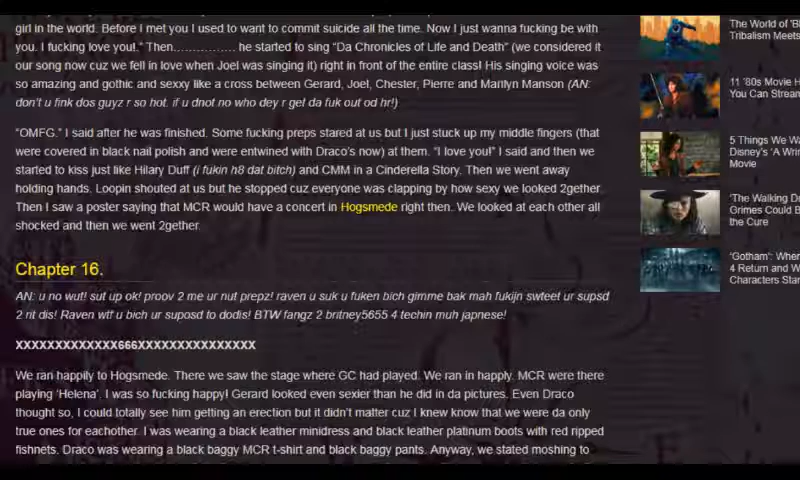 girl in the world. Before I met you I used to want to commit suicide all the time. Now I just wanna fucking be with
you. I fucking love you!." Then…………… he started to sing "Da Chronicles of Life and Death" (we considered it
our song now cuz we fell in love when Joel was singing it) right in front of the entire class! His singing voice was
so amazing and gothic and sexxy like a cross between Gerard, Joel, Chester, Pierre and Marilyn Manson (AN:
don't u fink dos guyz r so hot. if u dnot no who dey r gel da fuk out od hr!)
"OMFG." I said after he was finished. Some fucking preps stared at us but I just stuck up my middle fingers (that
were covered in black nail polish and were entwined with Draco's now) at them. "I love you!" I said and then we
started to kiss just like Hilary Duff (i fukin h8 dat bitch) and CMM in a Cinderella Story. Then we went away
holding hands. Loopin shouted at us but he stopped cuz everyone was clapping by how sexy we looked 2gether.
Then I saw a poster saying that MCR would have a concert in Hogsmede right then. We looked at each other all
shocked and then we went 2gether.
Chapter 16.
AN: u no wut! sut up ok! proov 2 me ur nut prepz! raven u suk u fuken bich gimme bak mah fukijn swteet ur supsd
2 rit dis! Raven wtf u bich ur suposd to dodis! BTW fangz 2 britney5655 4 techin muh japnese!
XXXXXXXXXXXXX666XXXXXXXXXXXXXXX
We ran happily to Hogsmede. There we saw the stage where GC had played. We ran in happly. MCR were there
playing 'Helena'. I was so fucking happy! Gerard looked even sexier than he did in da pictures. Even Draco
thought so, I could totally see him getting an erection but it didn't matter cuz I knew know that we were da only
true ones for eachother. I was wearing a black leather minidress and black leather platinum boots with red ripped
fishnets. Draco was wearing a black baggy MCR t-shirt and black baggy pants. Anyway, we stated moshing to
The World of 'B
Tribalism Meets
11 '80s Movie H
You Can Stream
5 Things We Wa
Disney's 'A Wrin
Movie
'The Walking De
Grimes Could B
the Cure
'Gotham': Wher
4 Return and W
Characters Star